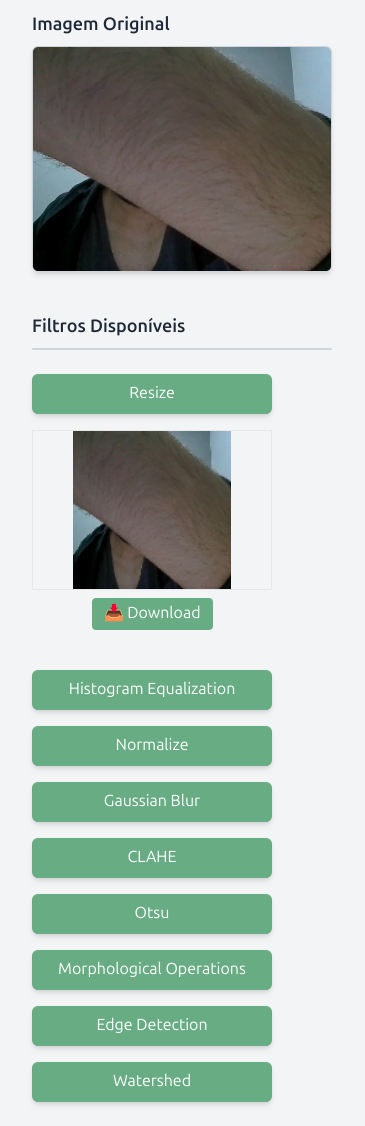 Imagem Original
Filtros Disponíveis
Resize
📥 Download
Histogram Equalization
Normalize
Gaussian Blur
CLAHE
Otsu
Morphological Operations
Edge Detection
Watershed